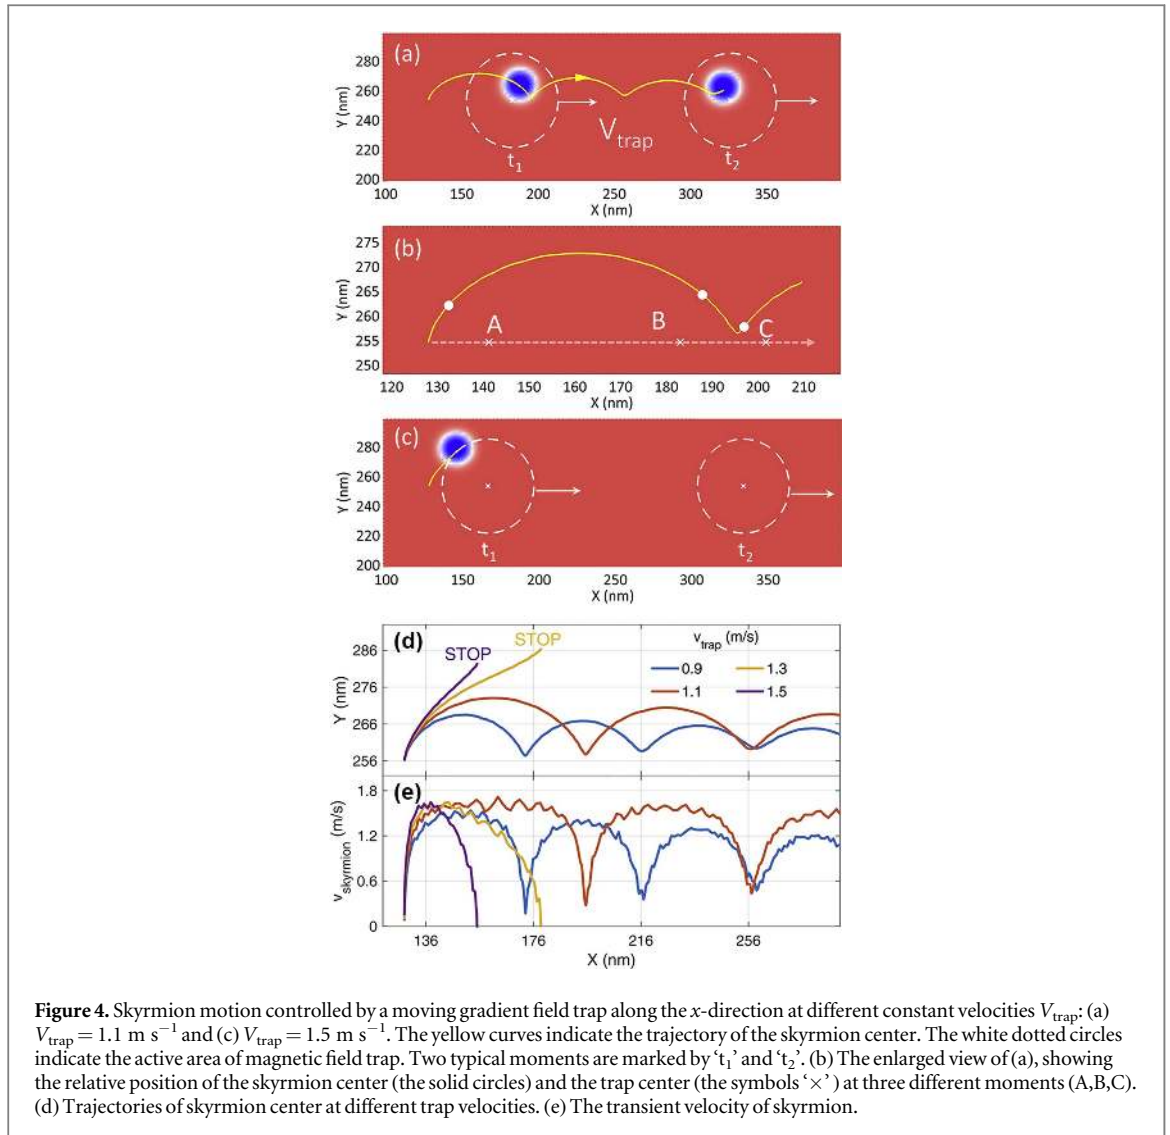 (a)
280
260
240
220
200
Y (nm)
V_trap
t₁
t₂
100 150 200 250 300 350
X (nm)
(b)
275
270
265
260
255
250
Y (nm)
A
B
C
120 130 140 150 160 170 180 190 200 210
X (nm)
(c)
280
260
240
220
200
Y (nm)
t₁
t₂
100 150 200 250 300 350
X (nm)
(d)
STOP
STOP
v_trap (m/s)
0.9 1.3
1.1 1.5
286
276
266
256
Y (nm)
(e)
1.8
1.2
0.6
0
v_skyrmion (m/s)
136 176 216 256
X (nm)
Figure 4. Skyrmion motion controlled by a moving gradient field trap along the x-direction at different constant velocities V_trap: (a)
V_trap = 1.1 m s⁻¹ and (c) V_trap = 1.5 m s⁻¹. The yellow curves indicate the trajectory of the skyrmion center. The white dotted circles
indicate the active area of magnetic field trap. Two typical moments are marked by ‘t₁’ and ‘t₂’. (b) The enlarged view of (a), showing
the relative position of the skyrmion center (the solid circles) and the trap center (the symbols ‘×’ ) at three different moments (A,B,C).
(d) Trajectories of skyrmion center at different trap velocities. (e) The transient velocity of skyrmion.